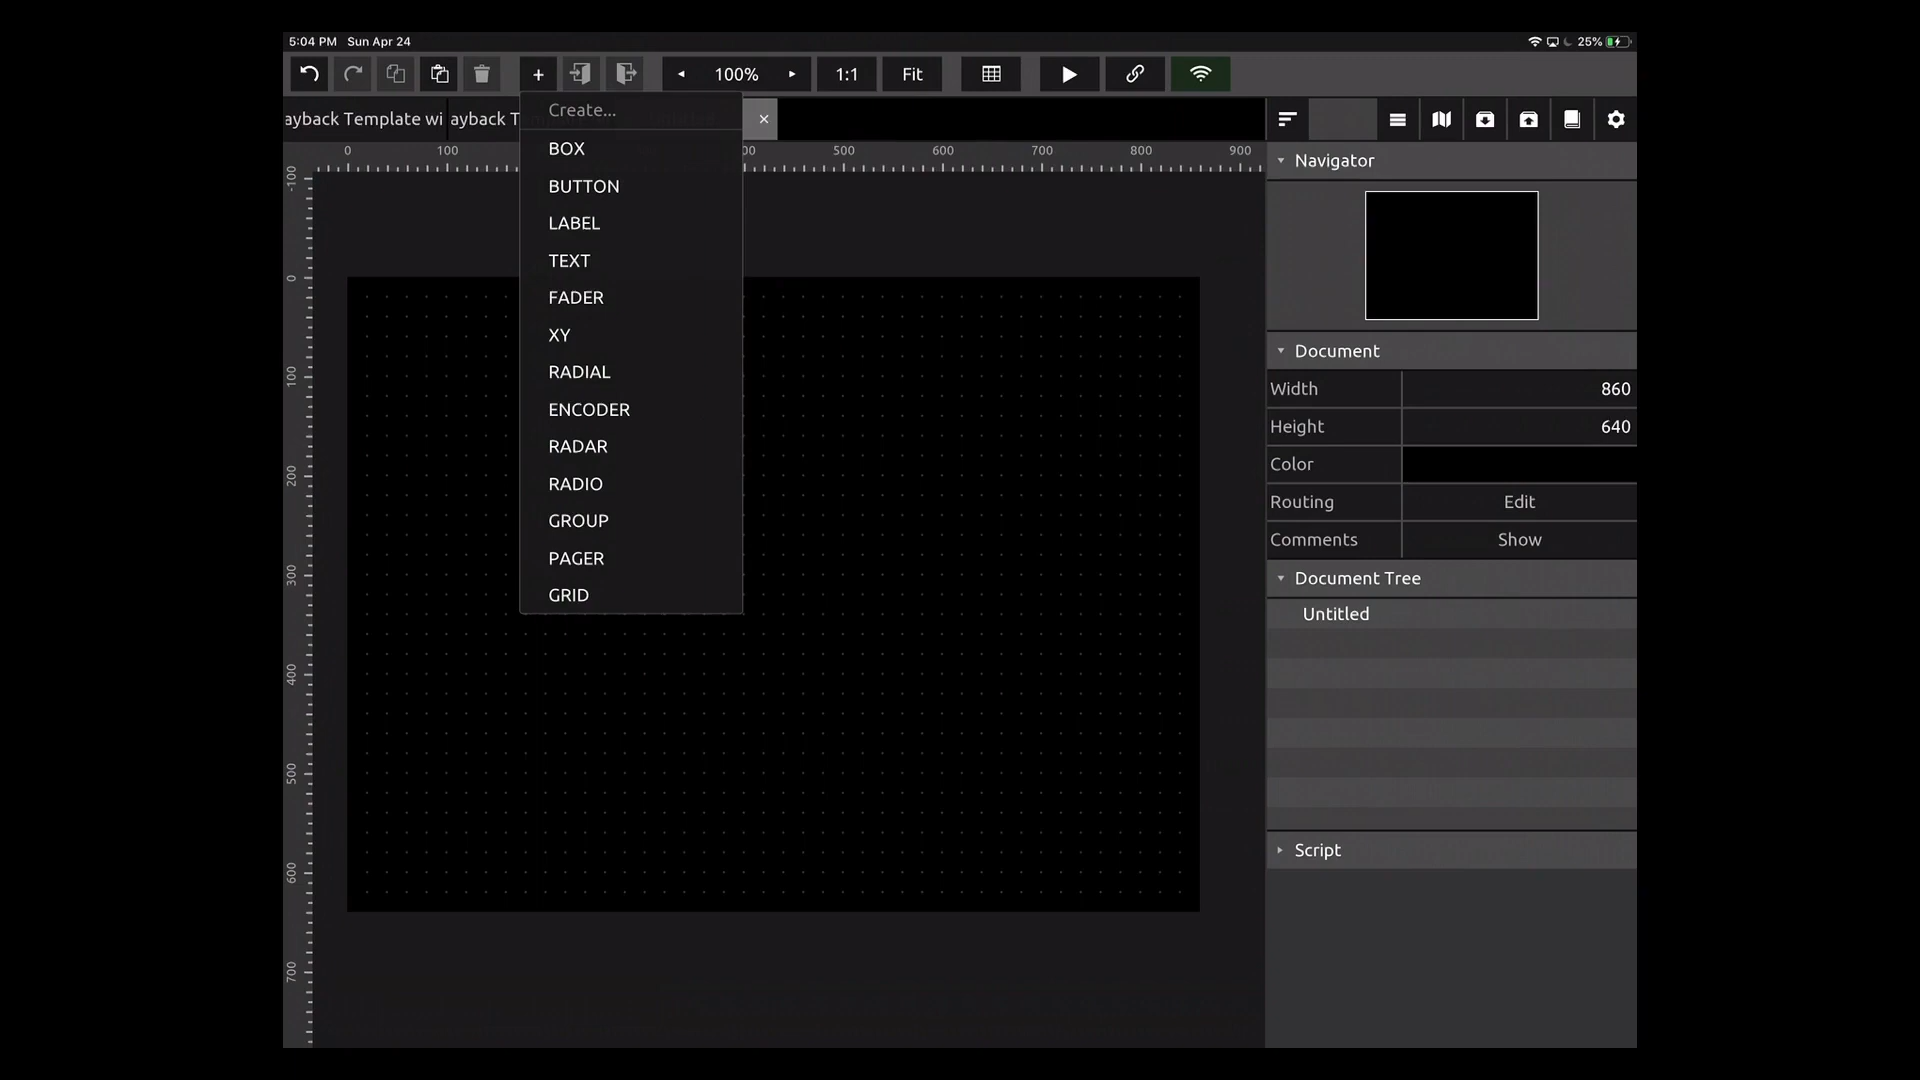 5:04 PM Sun Apr 24 25%
+ 100% 1:1 Fit
Create...
ayback Template wi ayback T
0 100 00 500 600 700 800 900
BOX
BUTTON
LABEL
TEXT
FADER
XY
RADIAL
ENCODER
RADAR
RADIO
GROUP
PAGER
GRID
-100
0
100
200
300
400
500
600
700
Navigator
Document
Width 860
Height 640
Color
Routing Edit
Comments Show
Document Tree
Untitled
Script